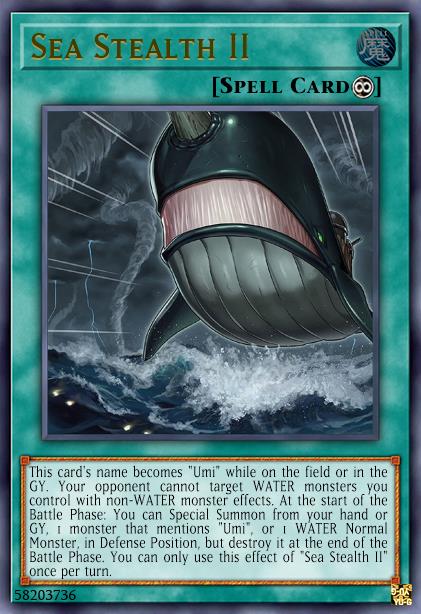 Sea Stealth II
[Spell Card]
This card's name becomes "Umi" while on the field or in the
GY. Your opponent cannot target WATER monsters you
control with non-WATER monster effects. At the start of the
Battle Phase: You can Special Summon from your hand or
GY, 1 monster that mentions "Umi", or 1 WATER Normal
Monster, in Defense Position, but destroy it at the end of the
Battle Phase. You can only use this effect of "Sea Stealth II"
once per turn.
58203736